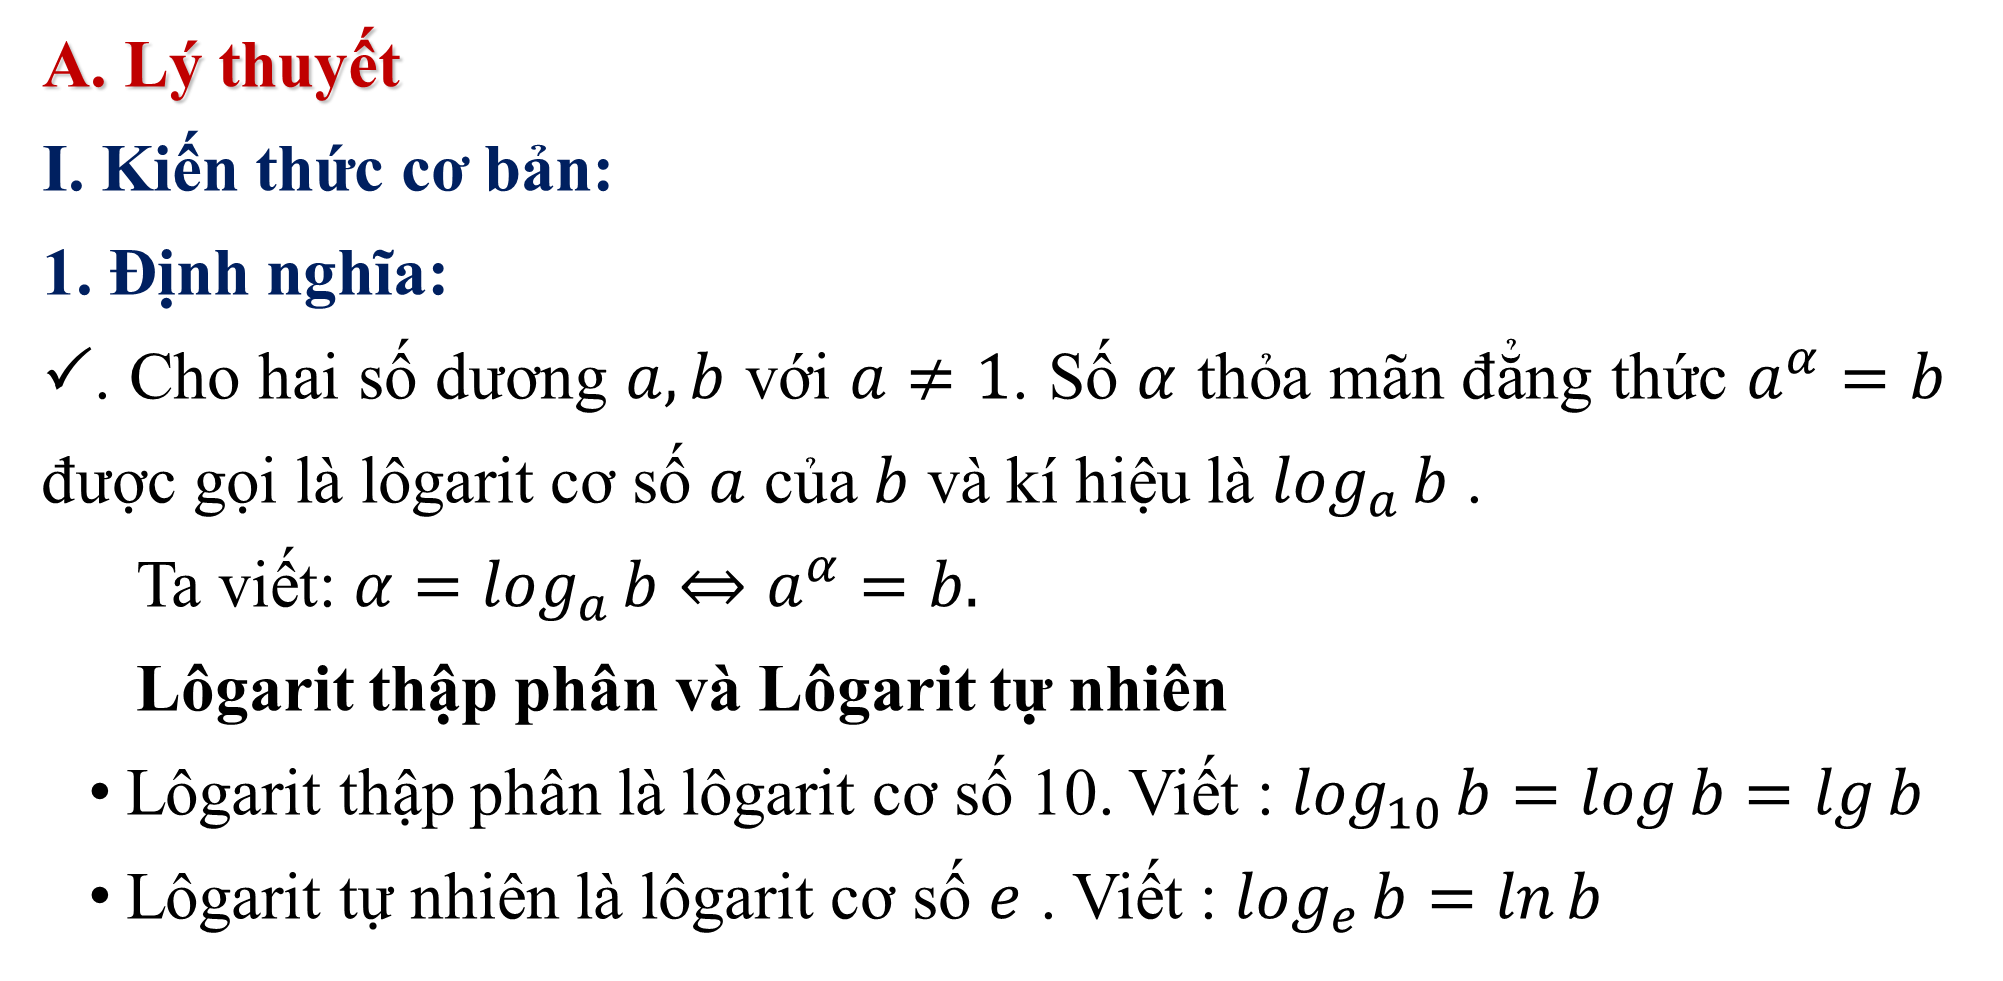 A. Lý thuyết
I. Kiến thức cơ bản:
1. Định nghĩa:
✓. Cho hai số dương 𝑎, 𝑏 với 𝑎 ≠ 1. Số 𝛼 thỏa mãn đẳng thức 𝑎^𝛼 = 𝑏
được gọi là lôgarit cơ số 𝑎 của 𝑏 và kí hiệu là 𝑙𝑜𝑔_𝑎 𝑏 .
Ta viết: 𝛼 = 𝑙𝑜𝑔_𝑎 𝑏 ⇔ 𝑎^𝛼 = 𝑏.
Lôgarit thập phân và Lôgarit tự nhiên
• Lôgarit thập phân là lôgarit cơ số 10. Viết : 𝑙𝑜𝑔_10 𝑏 = 𝑙𝑜𝑔 𝑏 = 𝑙𝑔 𝑏
• Lôgarit tự nhiên là lôgarit cơ số 𝑒 . Viết : 𝑙𝑜𝑔_𝑒 𝑏 = 𝑙𝑛 𝑏